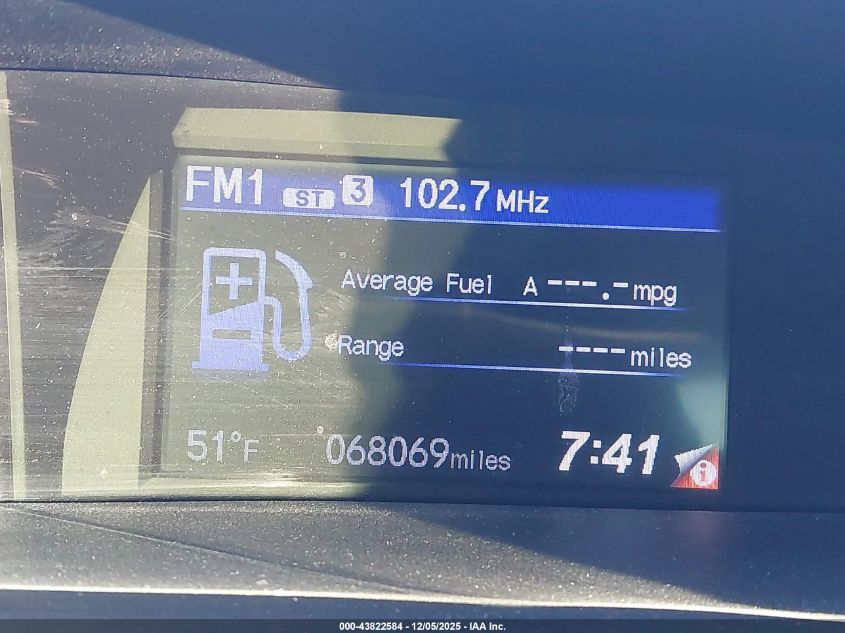 FM1 ST 3 102.7 MHz
Average Fuel A ---.- mpg
Range ---- miles
51°F 068069 miles 7:41 i
000-43822584 - 12/05/2025 - IAA Inc.